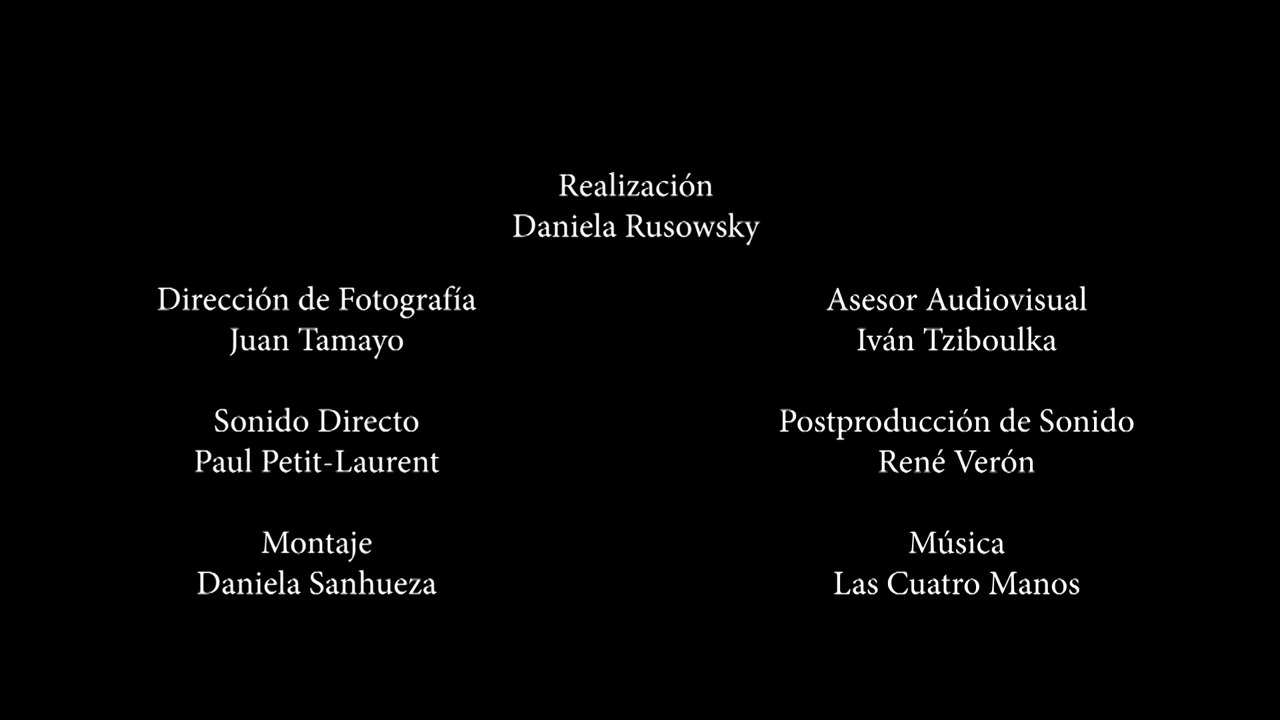 Realización
Daniela Rusowsky
Dirección de Fotografía
Juan Tamayo
Asesor Audiovisual
Iván Tziboulka
Sonido Directo
Paul Petit-Laurent
Postproducción de Sonido
René Verón
Montaje
Daniela Sanhueza
Música
Las Cuatro Manos